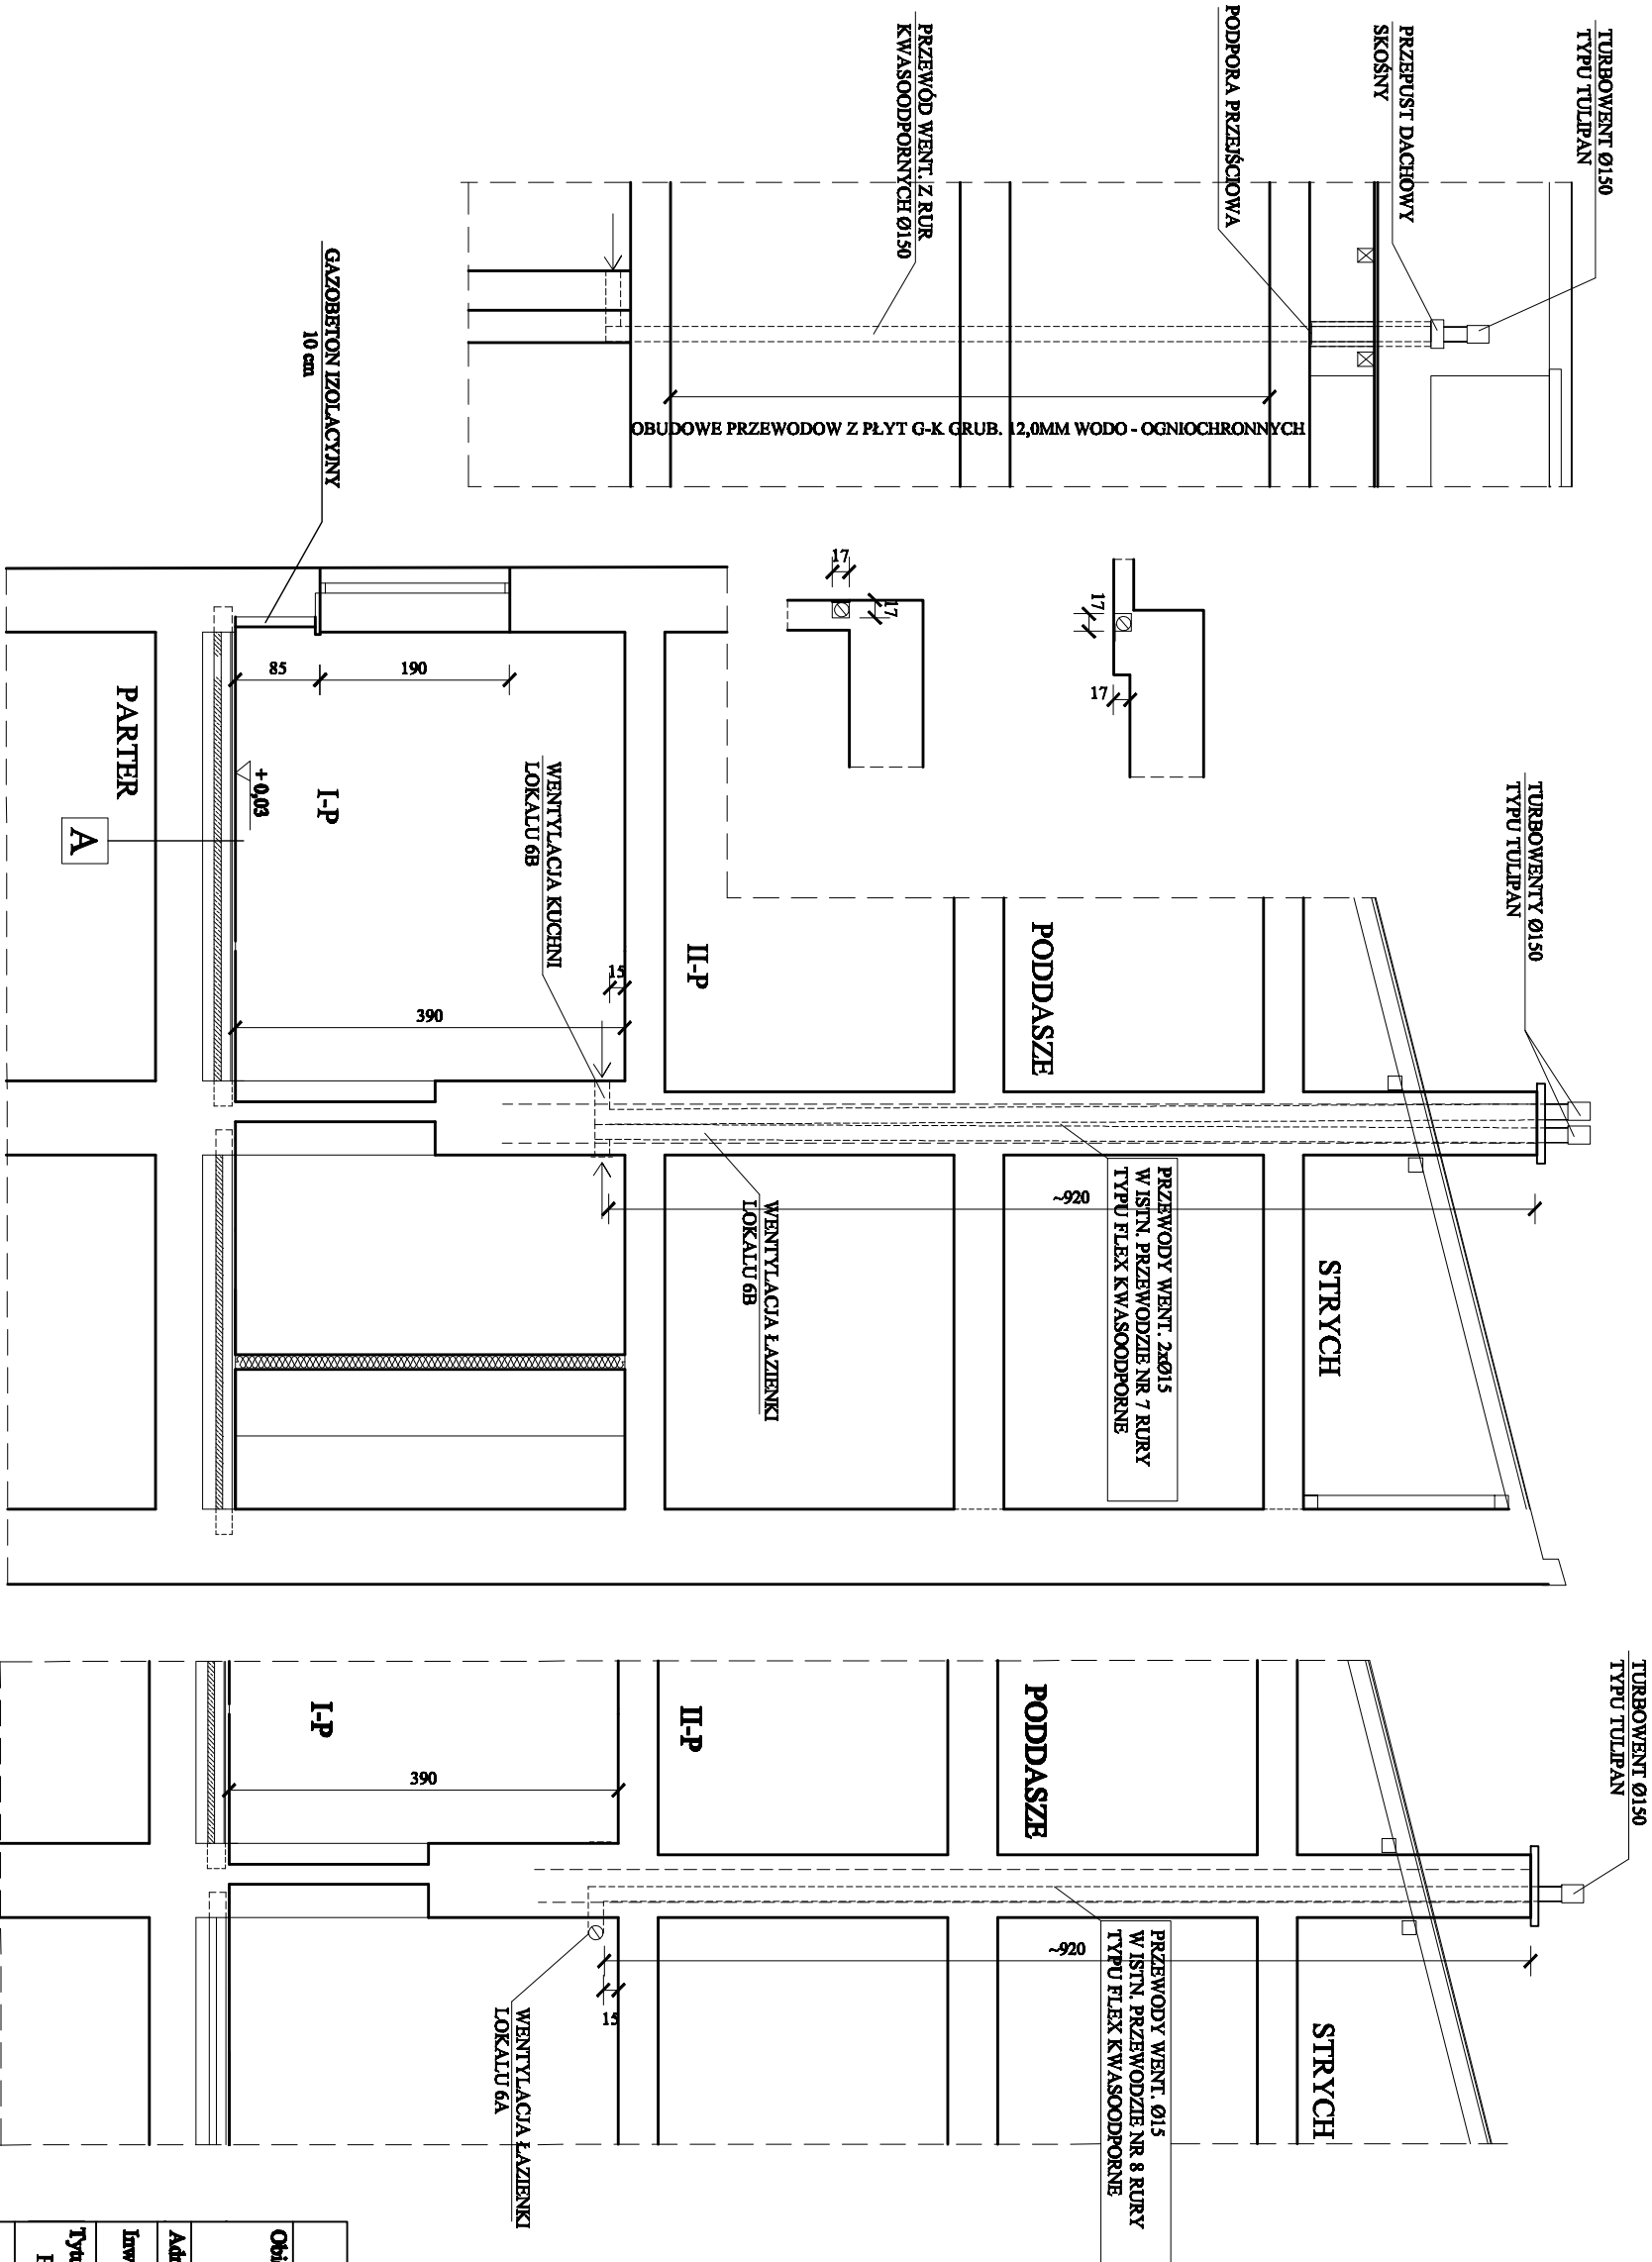 TURBOWENT Ø150
TYPU TULIPAN
PRZEPUST DACHOWY
SKOŚNY
PODPORA PRZEJŚCIOWA
PRZEWÓD WENT. Z RUR
KWASOODPORNYCH Ø150
OBUDOWE PRZEWODOW Z PŁYT G-K GRUB. 12,0MM WODO - OGNIOCHRONNYCH
GAZOBETON IZOLACYJNY
10 cm
17
17
17
17
TURBOWENTY Ø150
TYPU TULIPAN
STRYCH
PODDASZE
PRZEWODY WENT. 2xØ15
W ISTN. PRZEWODZIE NR 7 RURY
TYPU FLEX KWASOODPORNE
~920
II-P
WENTYLACJA ŁAZIENKI
LOKALU 6B
WENTYLACJA KUCHNI
LOKALU 6B
15
390
190
85
I-P
+ 0,03
PARTER
A
TURBOWENT Ø150
TYPU TULIPAN
STRYCH
PODDASZE
PRZEWODY WENT. Ø15
W ISTN. PRZEWODZIE NR 8 RURY
TYPU FLEX KWASOODPORNE
~920
II-P
15
WENTYLACJA ŁAZIENKI
LOKALU 6A
390
I-P